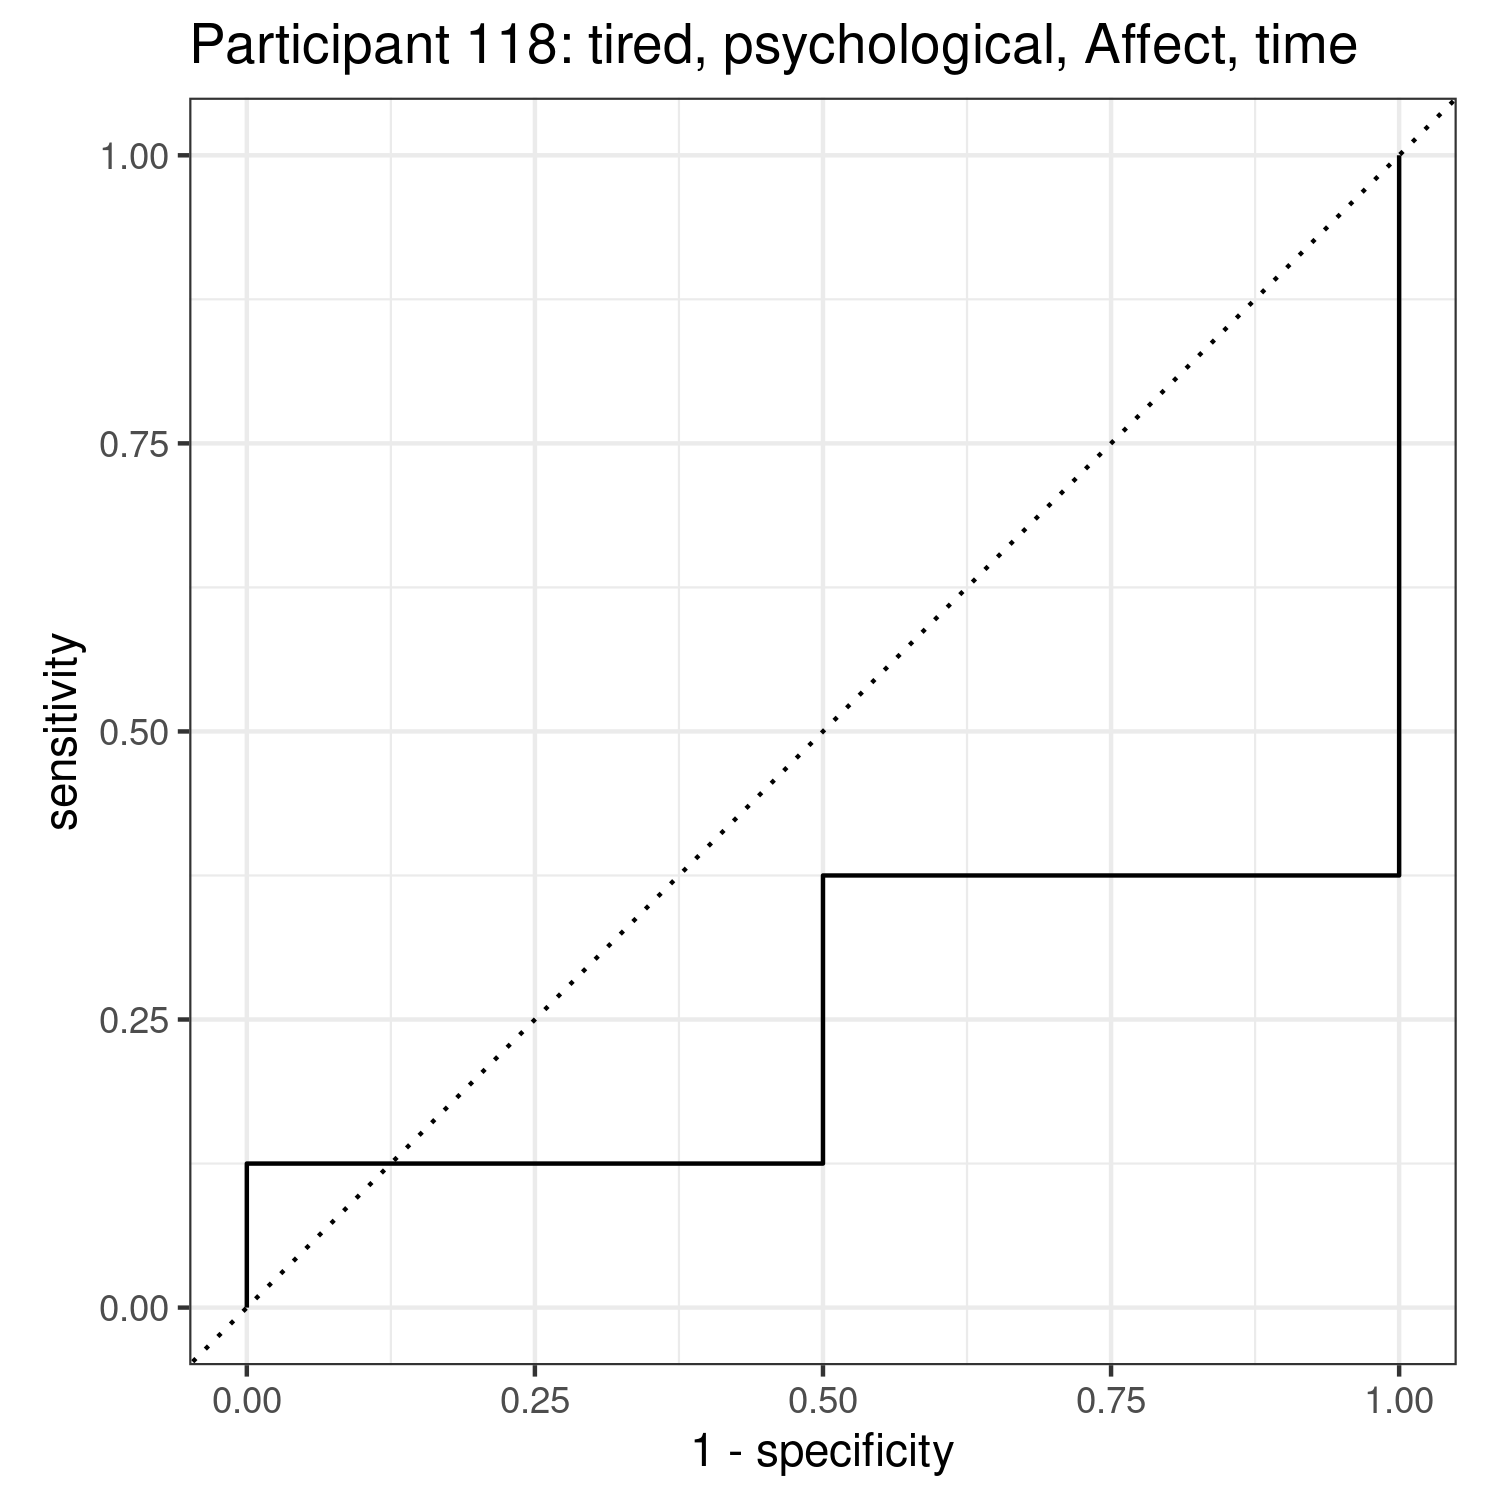 Participant 118: tired, psychological, Affect, time
1.00
0.75
0.50
0.25
0.00
sensitivity
0.00 0.25 0.50 0.75 1.00
1 - specificity